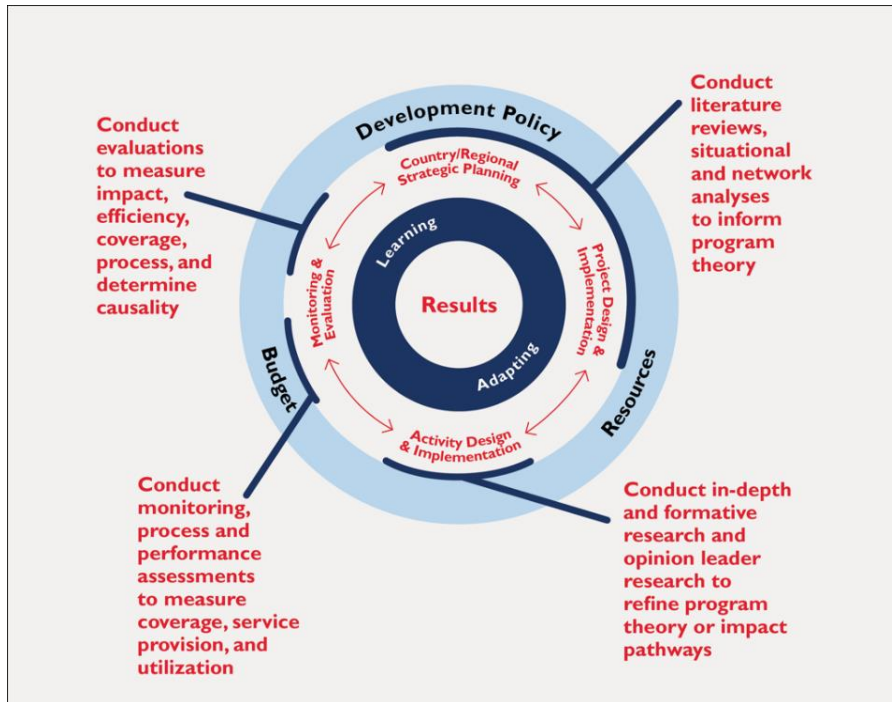 Development Policy
Conduct
evaluations
to measure
impact,
efficiency,
coverage,
process, and
determine
causality
Conduct
literature
reviews,
situational
and network
analyses
to inform
program
theory
Country/Regional
Strategic Planning
Learning
Monitoring &
Evaluation
Results
Project Design &
Implementation
Adapting
Budget
Resources
Activity Design
& Implementation
Conduct
monitoring,
process and
performance
assessments
to measure
coverage, service
provision, and
utilization
Conduct in-depth
and formative
research and
opinion leader
research to
refine program
theory or impact
pathways